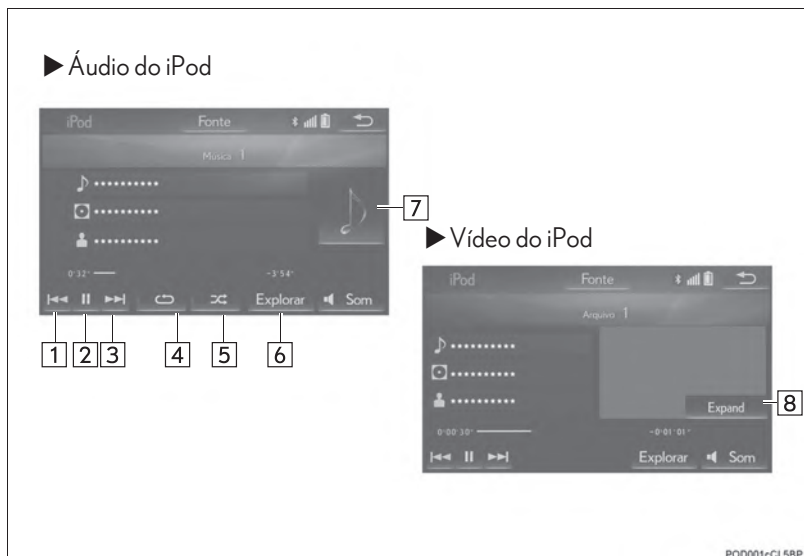 ▶ Áudio do iPod
iPod Fonte
Música 1
0'32" -3'54"
Explorar Som
1 2 3 4 5 6
7
▶ Vídeo do iPod
iPod Fonte
Arquivo 1
Expand
8
0:00'30" -0:01'01"
Explorar Som
POD001cCL5BP